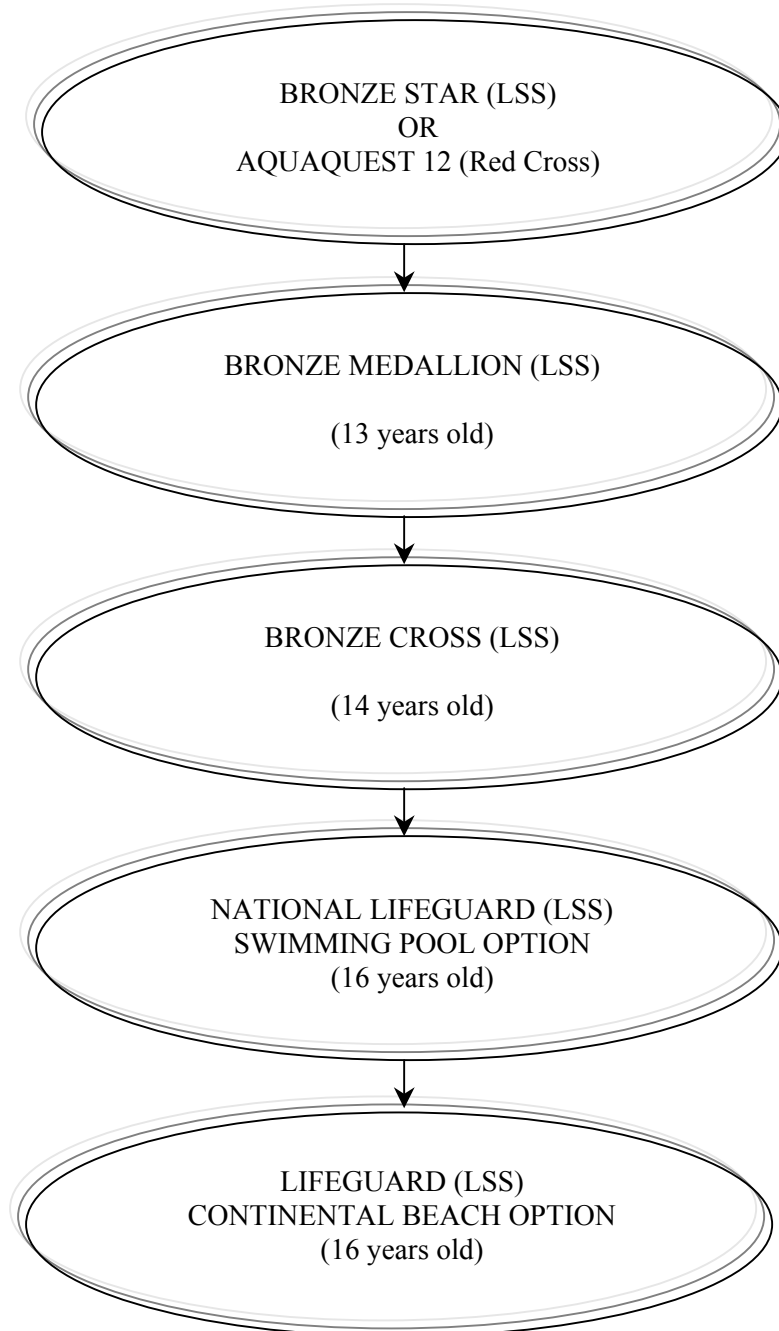 BRONZE STAR (LSS)
OR
AQUAQUEST 12 (Red Cross)
BRONZE MEDALLION (LSS)
(13 years old)
BRONZE CROSS (LSS)
(14 years old)
NATIONAL LIFEGUARD (LSS)
SWIMMING POOL OPTION
(16 years old)
LIFEGUARD (LSS)
CONTINENTAL BEACH OPTION
(16 years old)